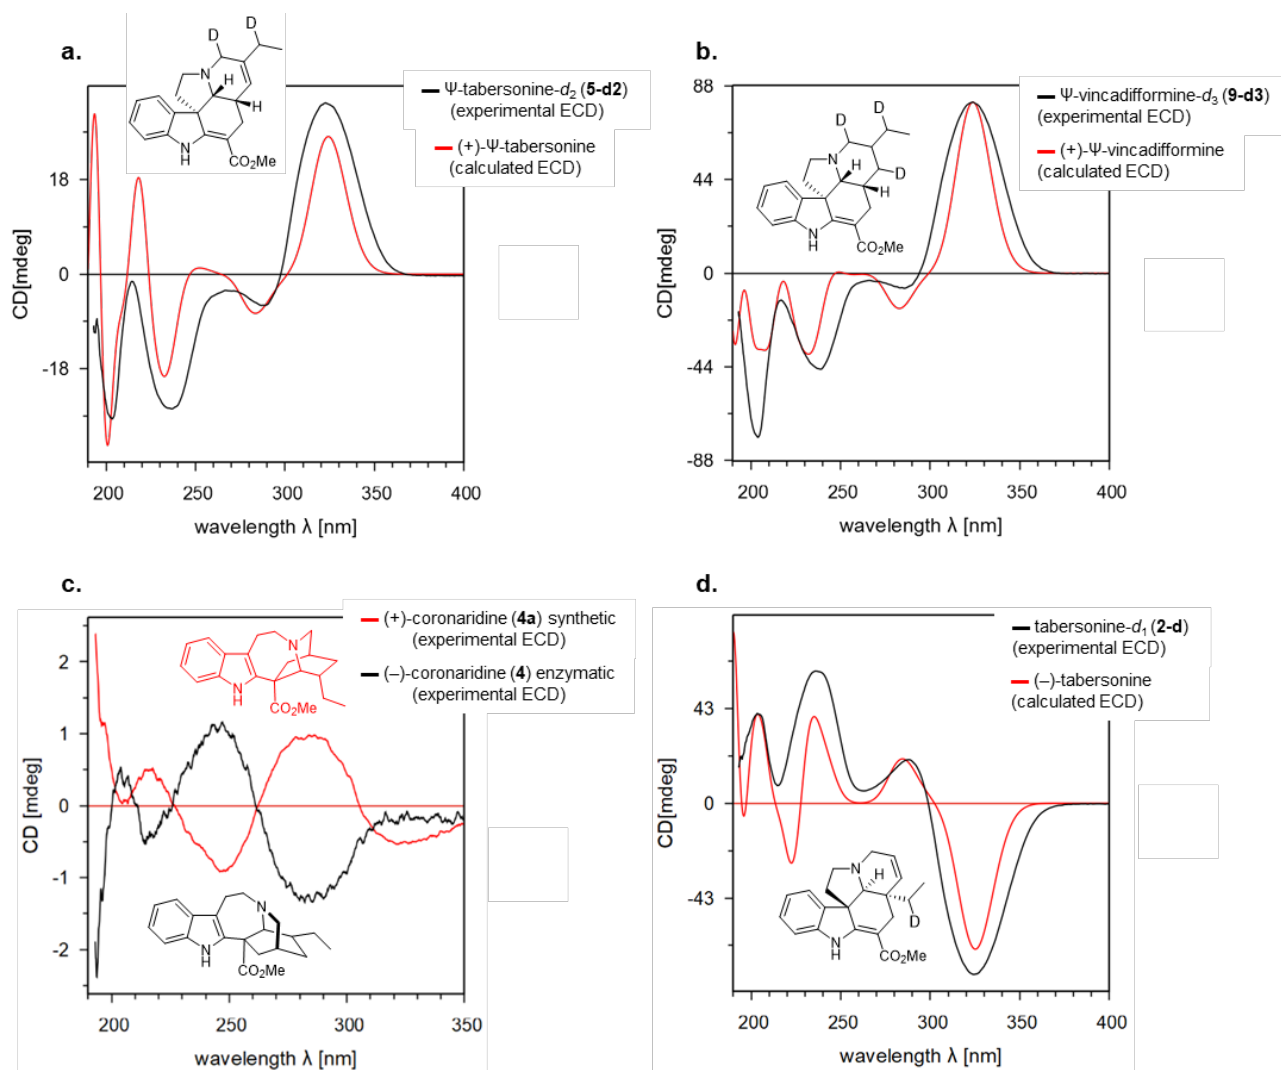 a.
D
D
N
H
H
N
H
CO₂Me
Ψ-tabersonine-d₂ (5-d2)
(experimental ECD)
(+)-Ψ-tabersonine
(calculated ECD)
CD[mdeg]
18
0
-18
200
250
300
350
400
wavelength λ [nm]
b.
D
D
N
H
D
H
N
H
CO₂Me
Ψ-vincadifformine-d₃ (9-d3)
(experimental ECD)
(+)-Ψ-vincadifformine
(calculated ECD)
CD[mdeg]
88
44
0
-44
-88
200
250
300
350
400
wavelength λ [nm]
c.
(+)-coronaridine (4a) synthetic
(experimental ECD)
(–)-coronaridine (4) enzymatic
(experimental ECD)
N
N
H
CO₂Me
N
N
H
CO₂Me
CD [mdeg]
2
1
0
-1
-2
200
250
300
350
wavelength λ [nm]
d.
tabersonine-d₁ (2-d)
(experimental ECD)
(–)-tabersonine
(calculated ECD)
N
H
D
N
H
CO₂Me
CD[mdeg]
43
0
-43
200
250
300
350
400
wavelength λ [nm]